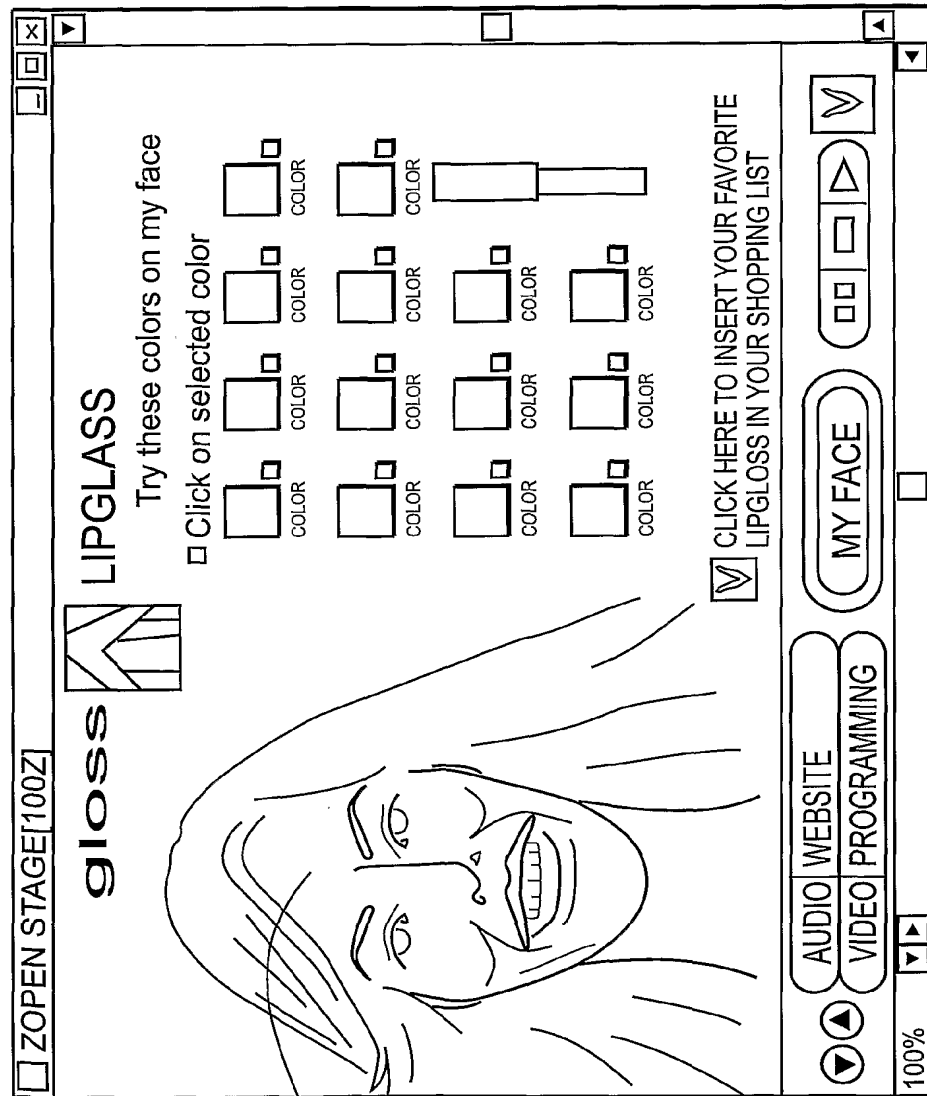 ZOPEN STAGE[100Z]
gloss LIPGLASS
Try these colors on my face
Click on selected color
COLOR COLOR COLOR COLOR
COLOR COLOR COLOR COLOR
COLOR COLOR COLOR
COLOR COLOR COLOR
CLICK HERE TO INSERT YOUR FAVORITE
LIPGLOSS IN YOUR SHOPPING LIST
AUDIO WEBSITE
VIDEO PROGRAMMING
MY FACE
100%